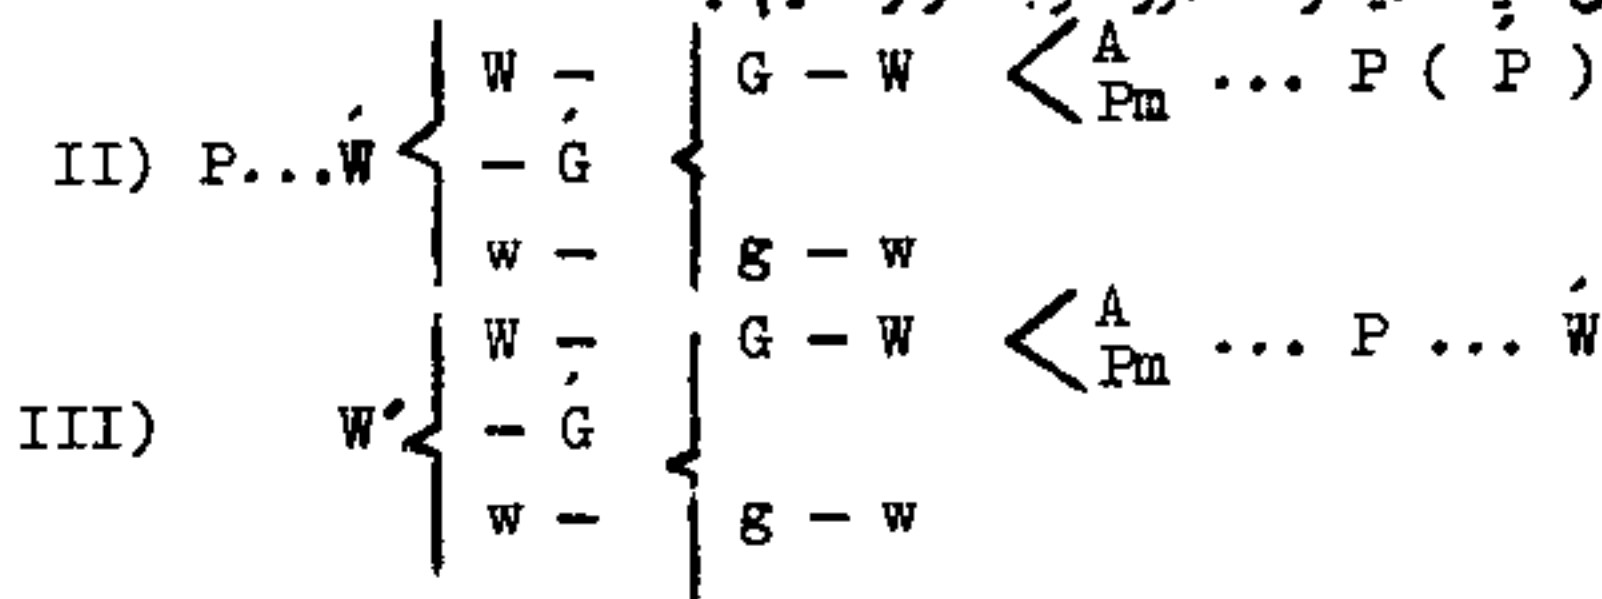 W – G – W < A ... P ( Ṕ )
Pm
II) P...Ẃ – Ǵ
w – g – w
W – G – W < A ... P ... Ẃ
Pm
III) W′ – Ǵ
w – g – w